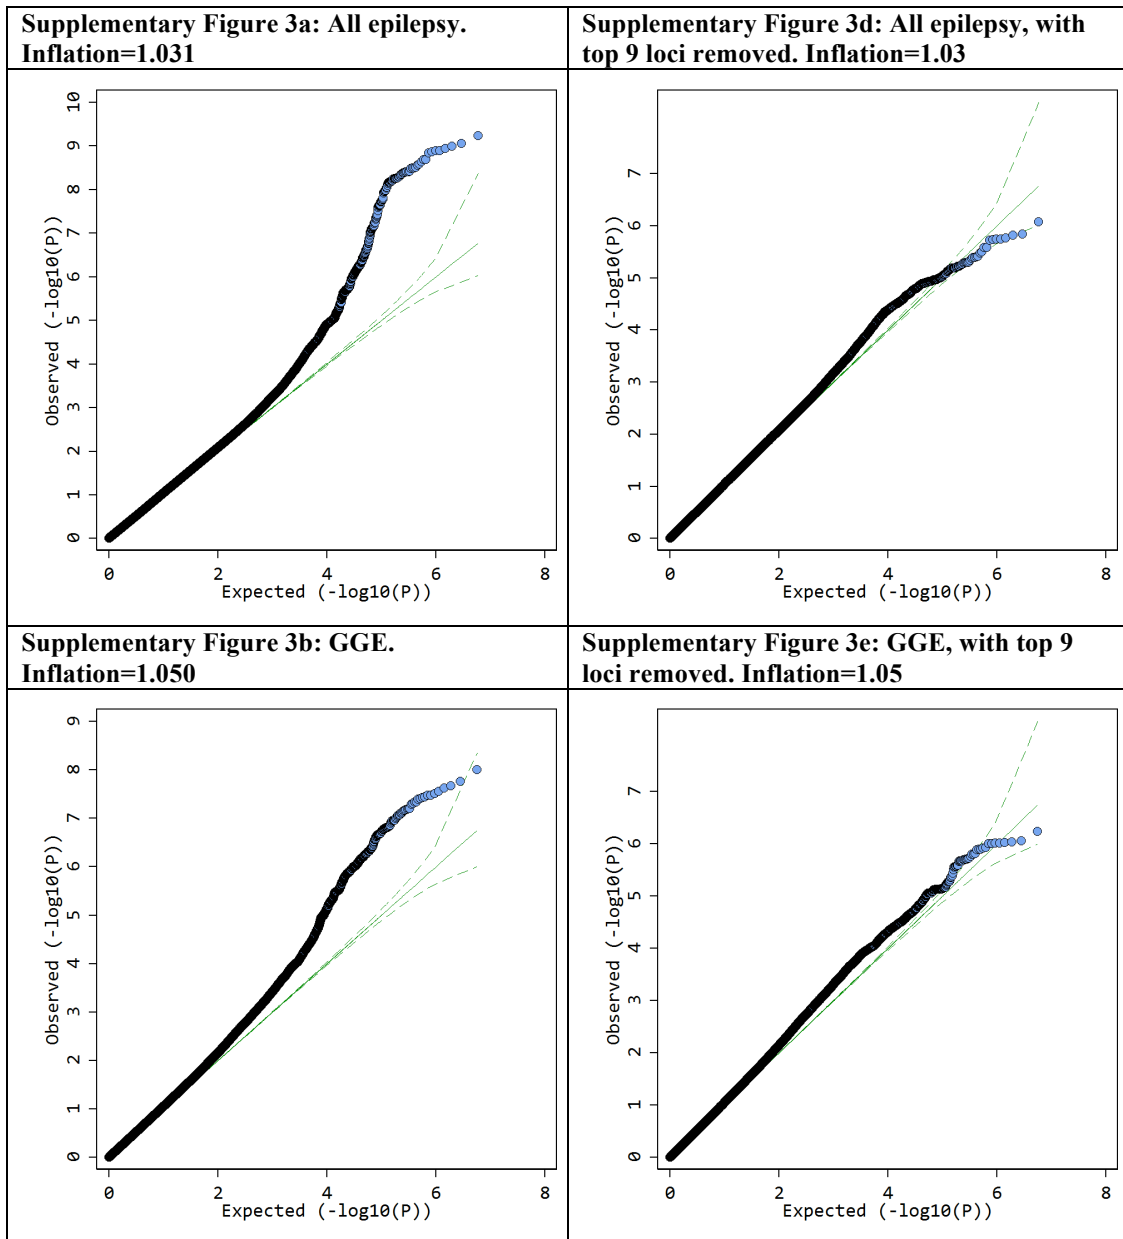 Supplementary Figure 3a: All epilepsy.
Inflation=1.031
Supplementary Figure 3d: All epilepsy, with
top 9 loci removed. Inflation=1.03
10
9
8
7
6
5
4
3
2
1
0
Observed (-log10(P))
0 2 4 6 8
Expected (-log10(P))
7
6
5
4
3
2
1
0
Observed (-log10(P))
0 2 4 6 8
Expected (-log10(P))
Supplementary Figure 3b: GGE.
Inflation=1.050
Supplementary Figure 3e: GGE, with top 9
loci removed. Inflation=1.05
9
8
7
6
5
4
3
2
1
0
Observed (-log10(P))
0 2 4 6 8
Expected (-log10(P))
7
6
5
4
3
2
1
0
Observed (-log10(P))
0 2 4 6 8
Expected (-log10(P))